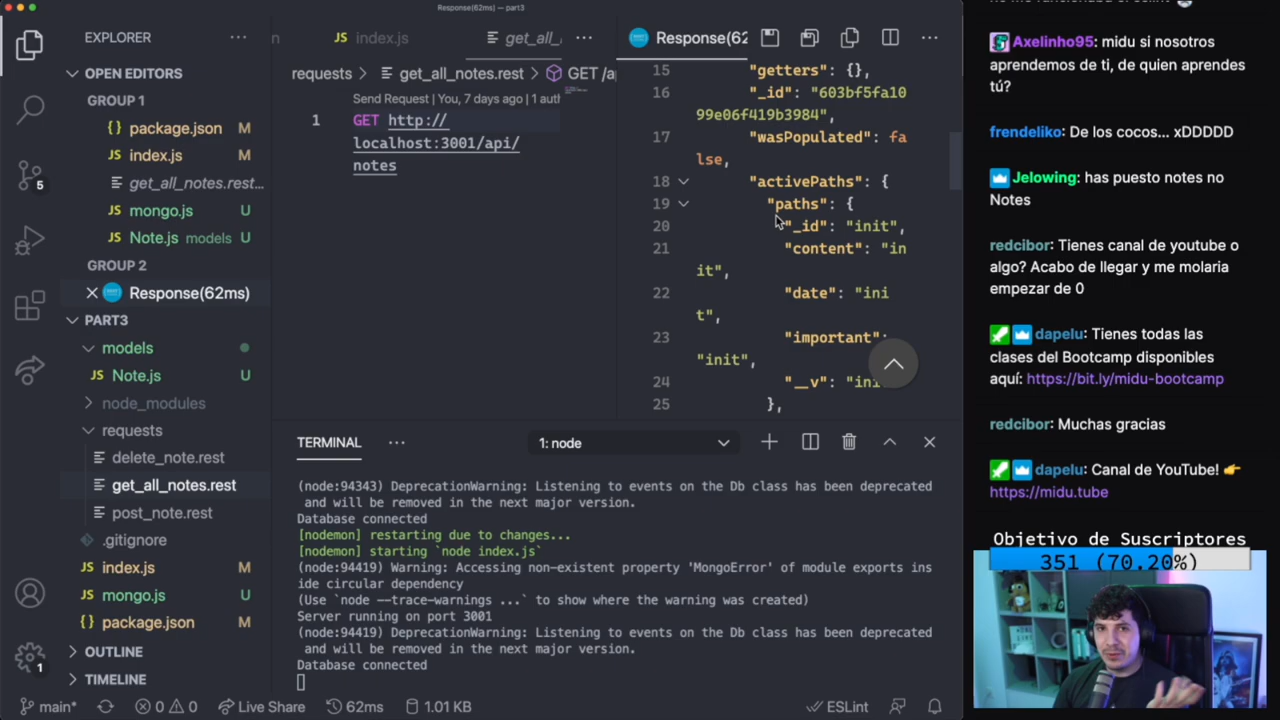 Response(62ms) — part3
EXPLORER
OPEN EDITORS
GROUP 1
{} package.json M
JS index.js M
get_all_notes.rest...
JS mongo.js U
JS Note.js models U
GROUP 2
Response(62ms)
PART3
models
JS Note.js U
node_modules
requests
delete_note.rest
get_all_notes.rest
post_note.rest
.gitignore
JS index.js M
JS mongo.js U
{} package.json M
OUTLINE
TIMELINE
5
1
JS index.js
get_all_
requests > get_all_notes.rest > GET /a
Send Request | You, 7 days ago | 1 aut
1 GET http://
localhost:3001/api/
notes
Response(62
15 "getters": {},
16 "_id": "603bf5fa10
99e06f419b3984",
17 "wasPopulated": fa
lse,
18 "activePaths": {
19 "paths": {
20 "_id": "init",
21 "content": "in
it",
22 "date": "ini
t",
23 "important":
"init",
24 "__v": "ini
25 },
TERMINAL
1: node
(node:94343) DeprecationWarning: Listening to events on the Db class has been deprecated
and will be removed in the next major version.
Database connected
[nodemon] restarting due to changes...
[nodemon] starting `node index.js`
(node:94419) Warning: Accessing non-existent property 'MongoError' of module exports ins
ide circular dependency
(Use `node --trace-warnings ...` to show where the warning was created)
Server running on port 3001
(node:94419) DeprecationWarning: Listening to events on the Db class has been deprecated
and will be removed in the next major version.
Database connected
main* 0 0 Live Share 62ms 1.01 KB ESLint
Axelinho95: midu si nosotros
aprendemos de ti, de quien aprendes
tú?
frendeliko: De los cocos... xDDDDD
Jelowing: has puesto notes no
Notes
redcibor: Tienes canal de youtube o
algo? Acabo de llegar y me molaria
empezar de 0
dapelu: Tienes todas las
clases del Bootcamp disponibles
aquí: https://bit.ly/midu-bootcamp
redcibor: Muchas gracias
dapelu: Canal de YouTube! 👉
https://midu.tube
Objetivo de Suscriptores
351 (70.20%)